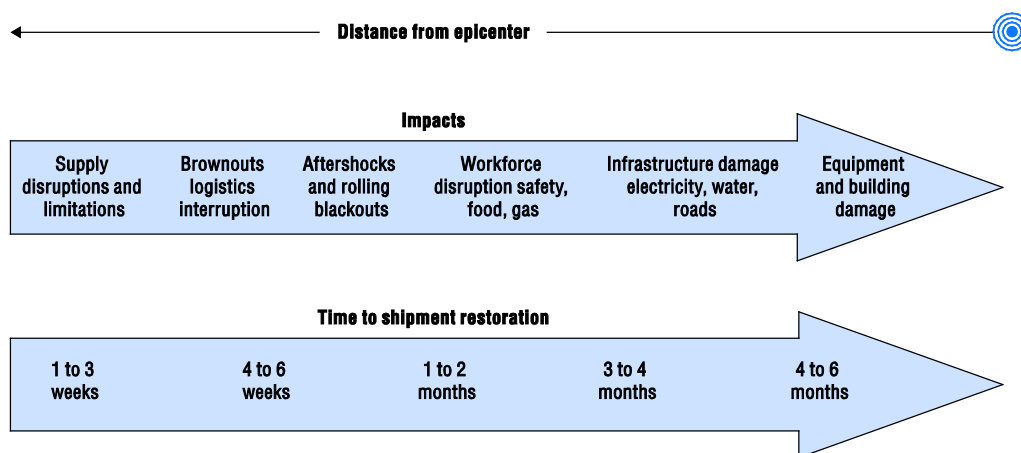 Distance from epicenter
Impacts
Supply
disruptions and
limitations
Brownouts
logistics
interruption
Aftershocks
and rolling
blackouts
Workforce
disruption safety,
food, gas
Infrastructure damage
electricity, water,
roads
Equipment
and building
damage
Time to shipment restoration
1 to 3
weeks
4 to 6
weeks
1 to 2
months
3 to 4
months
4 to 6
months